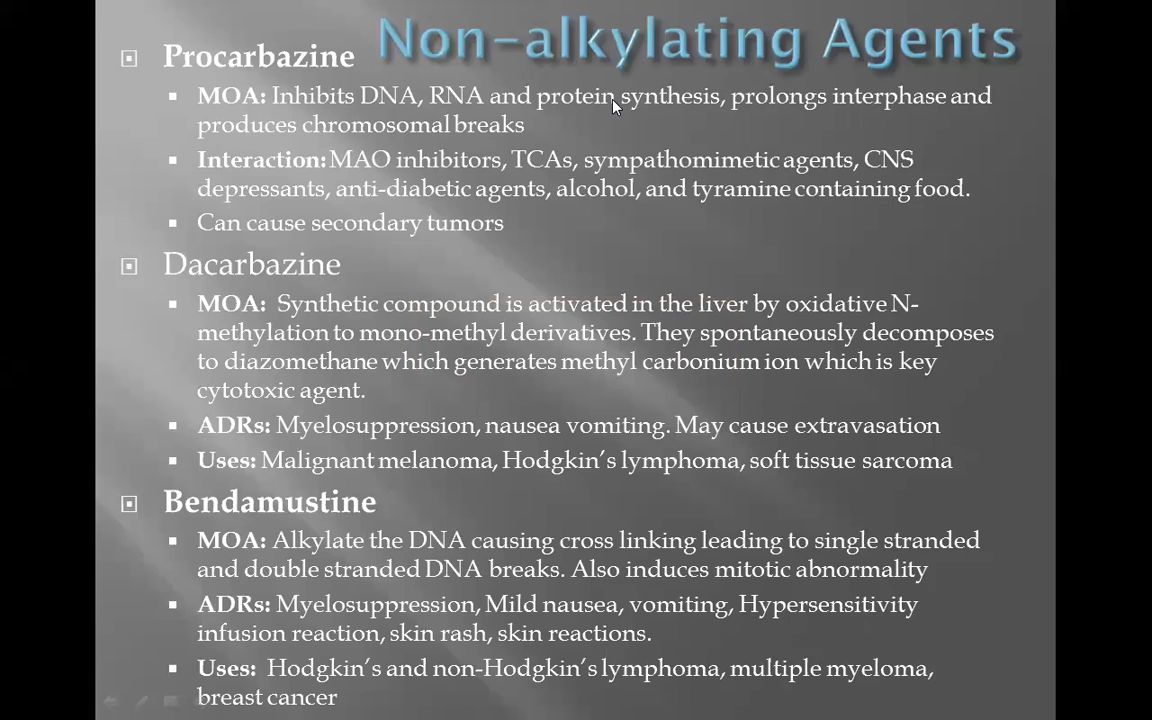 Non-alkylating Agents
Procarbazine
MOA: Inhibits DNA, RNA and protein synthesis, prolongs interphase and
produces chromosomal breaks
Interaction: MAO inhibitors, TCAs, sympathomimetic agents, CNS
depressants, anti-diabetic agents, alcohol, and tyramine containing food.
Can cause secondary tumors
Dacarbazine
MOA: Synthetic compound is activated in the liver by oxidative N-
methylation to mono-methyl derivatives. They spontaneously decomposes
to diazomethane which generates methyl carbonium ion which is key
cytotoxic agent.
ADRs: Myelosuppression, nausea vomiting. May cause extravasation
Uses: Malignant melanoma, Hodgkin's lymphoma, soft tissue sarcoma
Bendamustine
MOA: Alkylate the DNA causing cross linking leading to single stranded
and double stranded DNA breaks. Also induces mitotic abnormality
ADRs: Myelosuppression, Mild nausea, vomiting, Hypersensitivity
infusion reaction, skin rash, skin reactions.
Uses: Hodgkin's and non-Hodgkin's lymphoma, multiple myeloma,
breast cancer